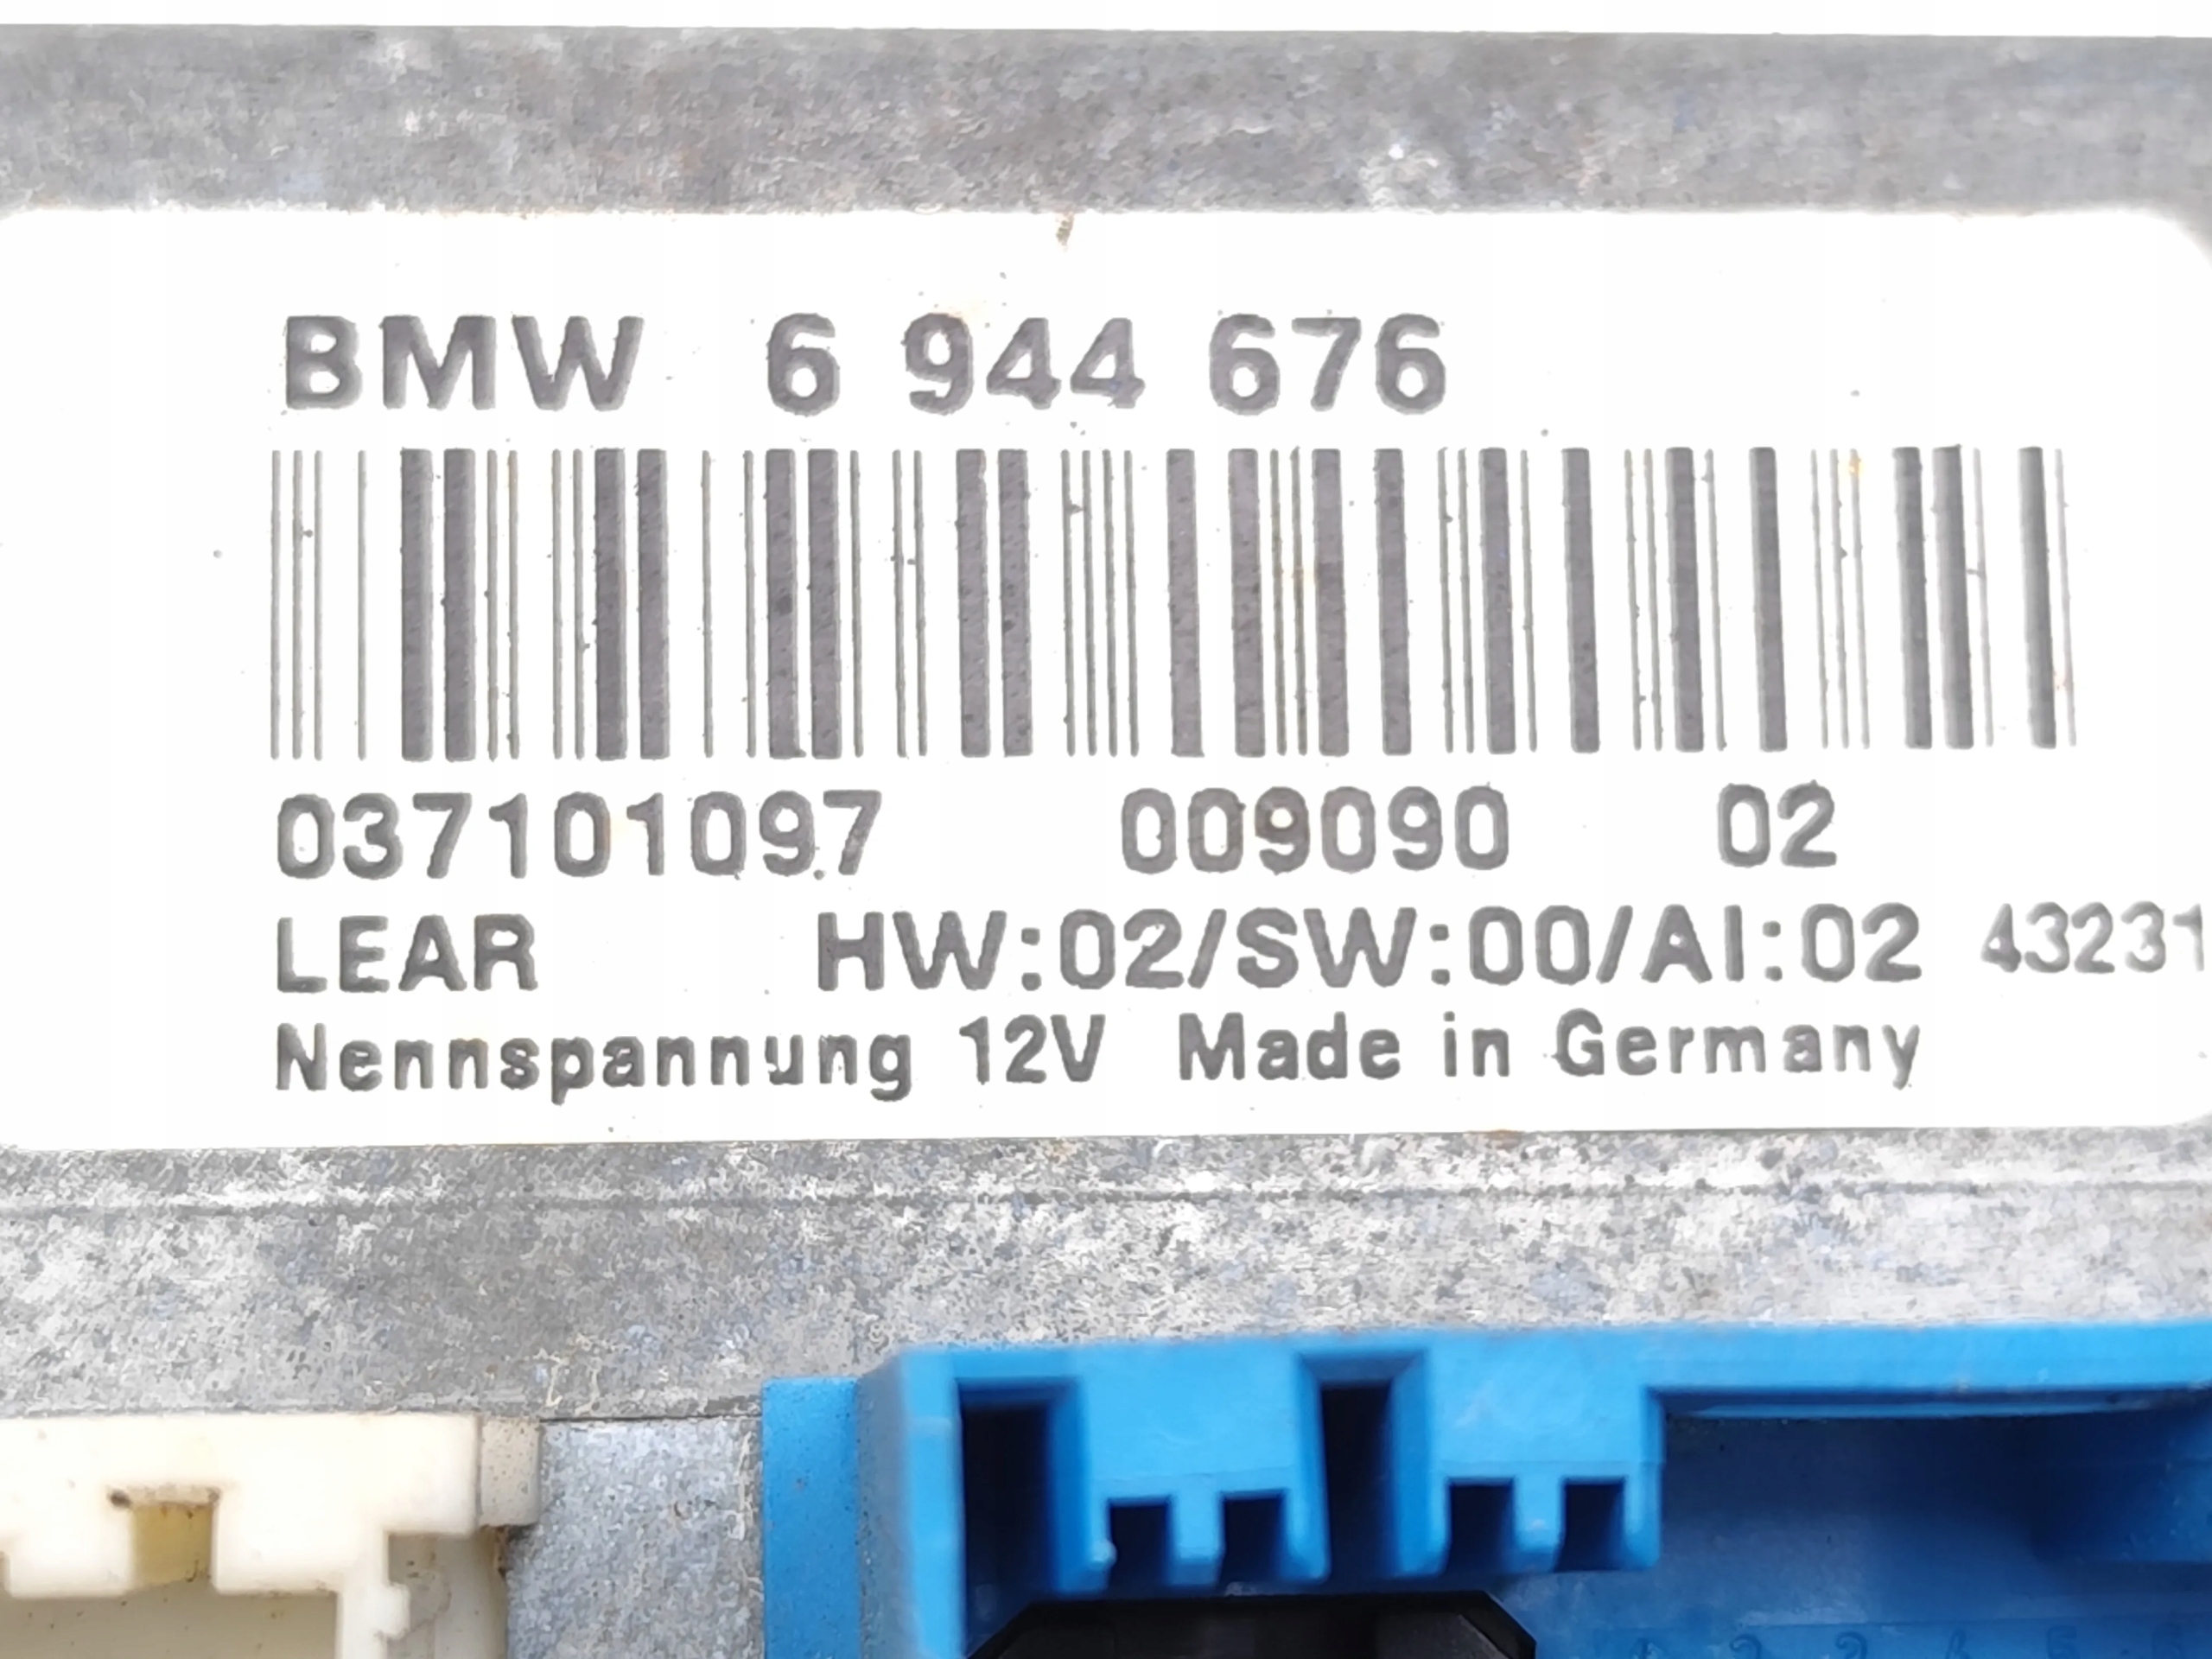 BMW 6 944 676
037101097 009090 02
LEAR HW:02/SW:00/AI:02 43231
Nennspannung 12V Made in Germany